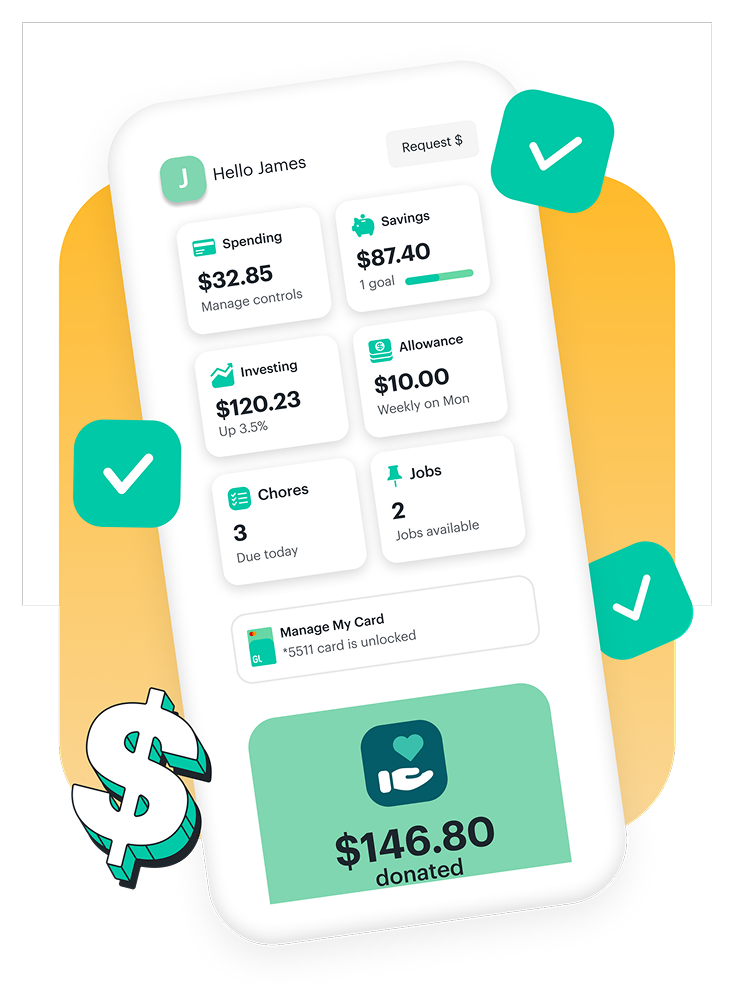 J
Hello James
Request $
Spending
$32.85
Manage controls
Savings
$87.40
1 goal
Investing
$120.23
Up 3.5%
Allowance
$10.00
Weekly on Mon
Chores
3
Due today
Jobs
2
Jobs available
GL
Manage My Card
*5511 card is unlocked
$146.80
donated
$